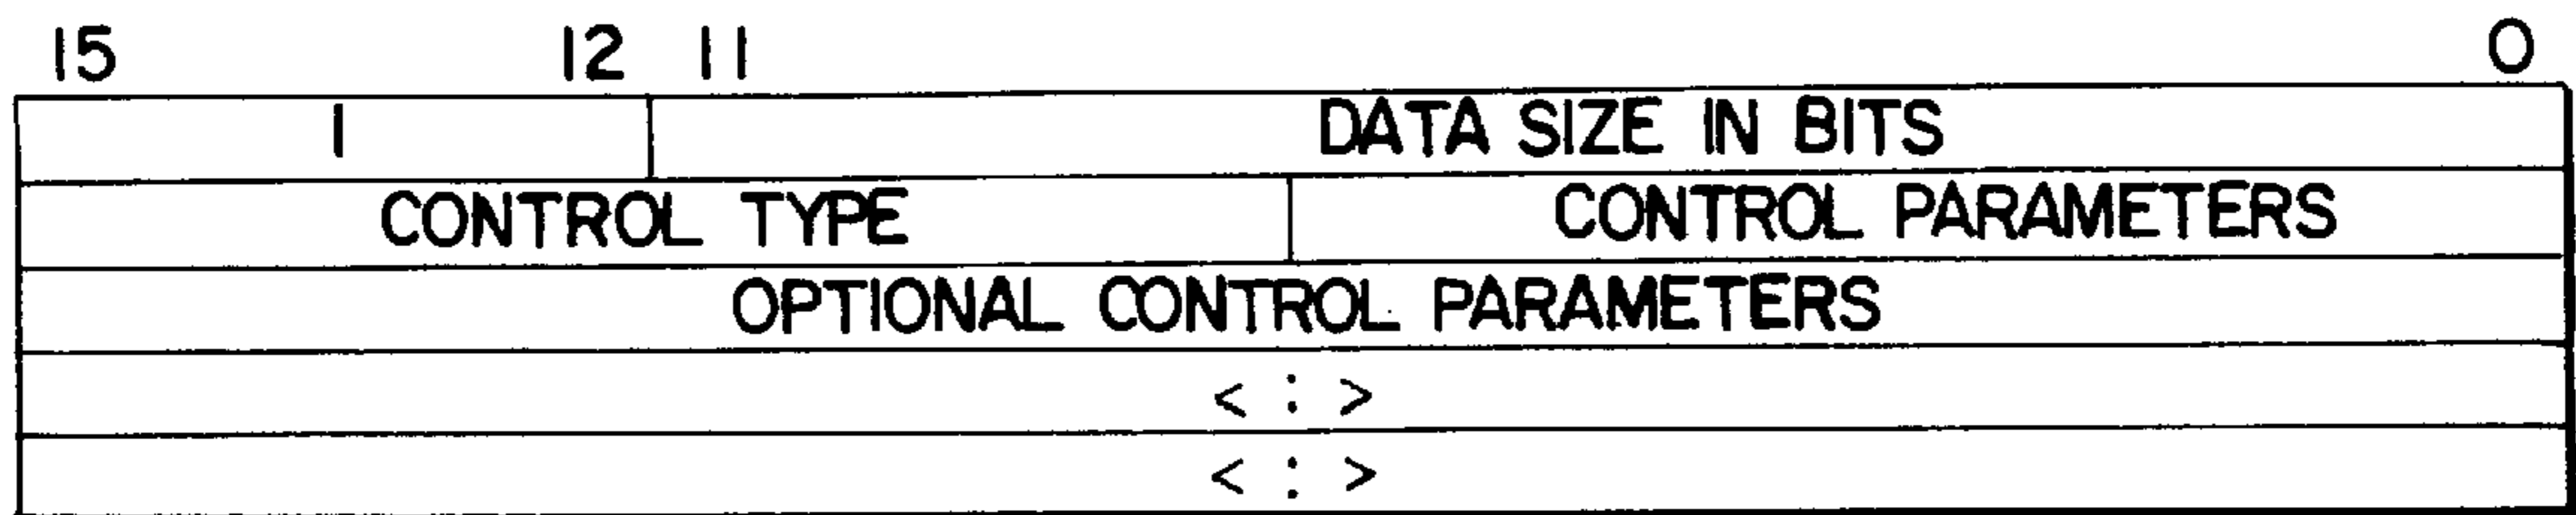 15 12 11 0
1 DATA SIZE IN BITS
CONTROL TYPE CONTROL PARAMETERS
OPTIONAL CONTROL PARAMETERS
< : >
< : >